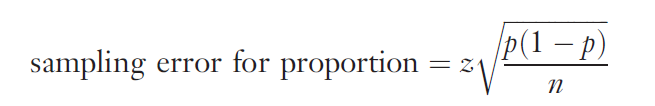 sampling error for proportion = z√(p(1 – p)/n)